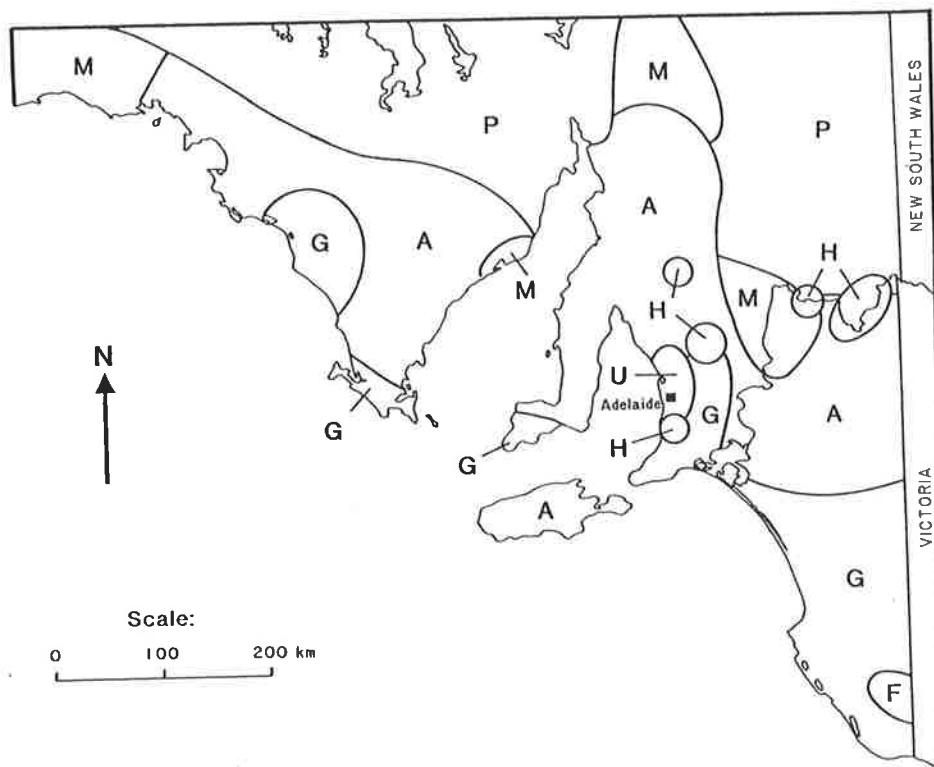 M
M
P
P
NEW SOUTH WALES
A
G
A
H
M
M
H
N
U
Adelaide
G
A
G
H
G
A
VICTORIA
G
Scale:
0 100 200 km
F